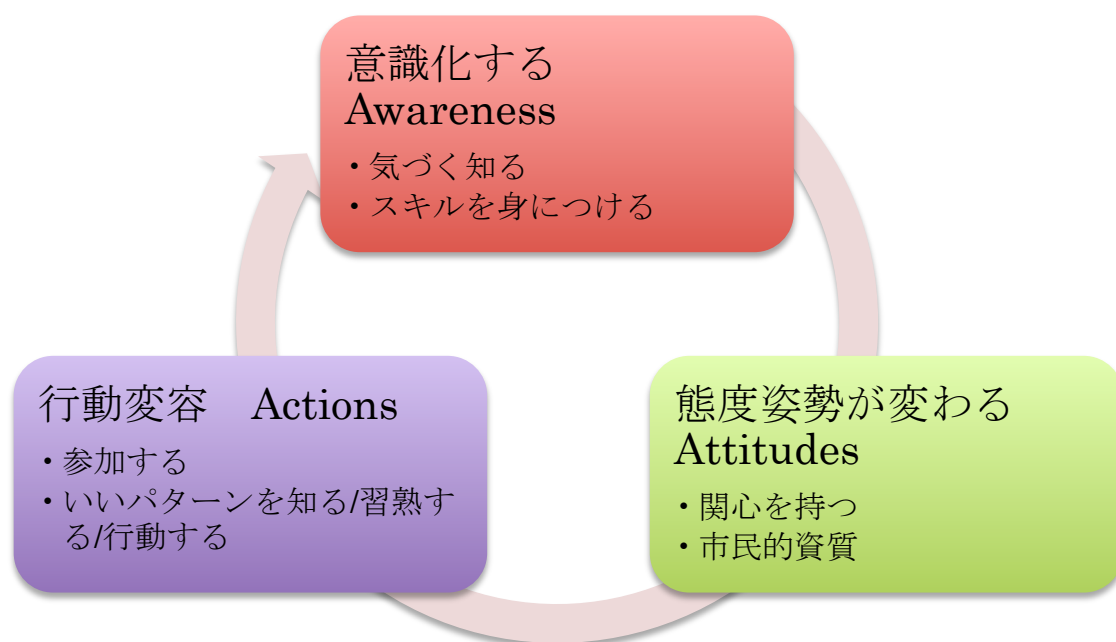 意識化する
Awareness
・気づく知る
・スキルを身につける
態度姿勢が変わる
Attitudes
・関心を持つ
・市民的資質
行動変容　Actions
・参加する
・いいパターンを知る/習熟す
る/行動する